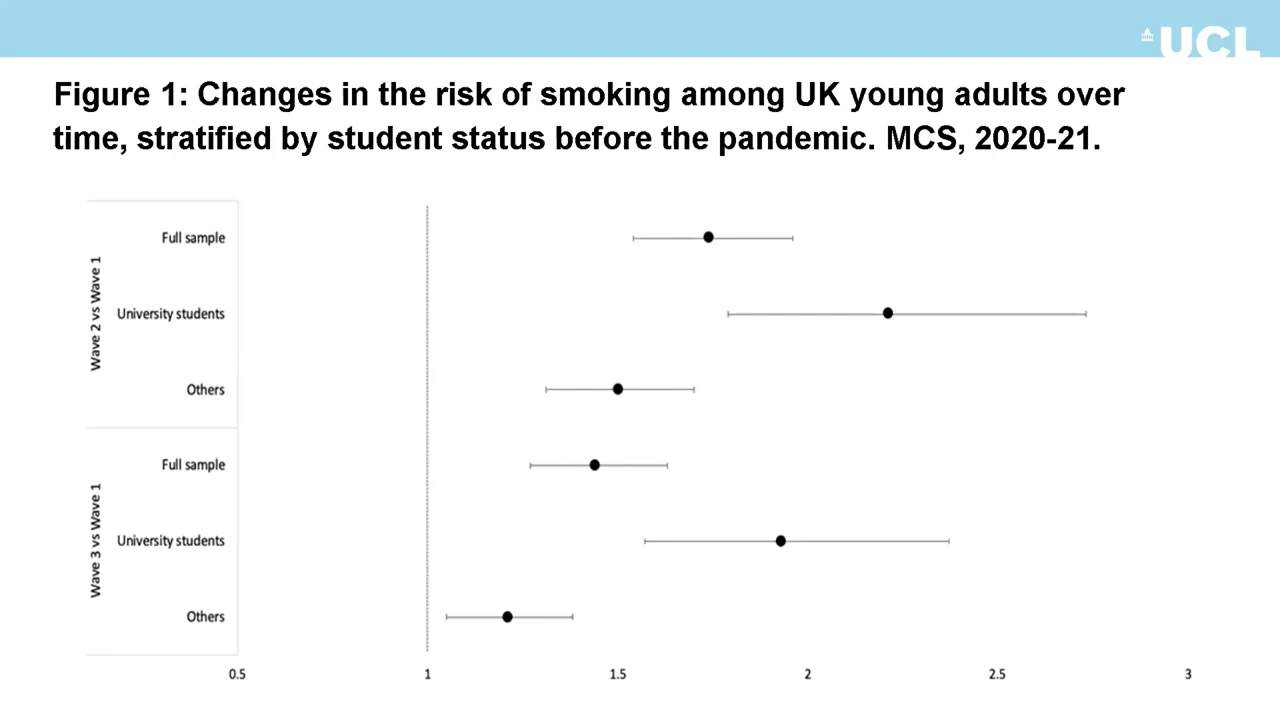 UCL
Figure 1: Changes in the risk of smoking among UK young adults over
time, stratified by student status before the pandemic. MCS, 2020-21.
Wave 2 vs Wave 1
Full sample
University students
Others
Wave 3 vs Wave 1
Full sample
University students
Others
0.5 1 1.5 2 2.5 3